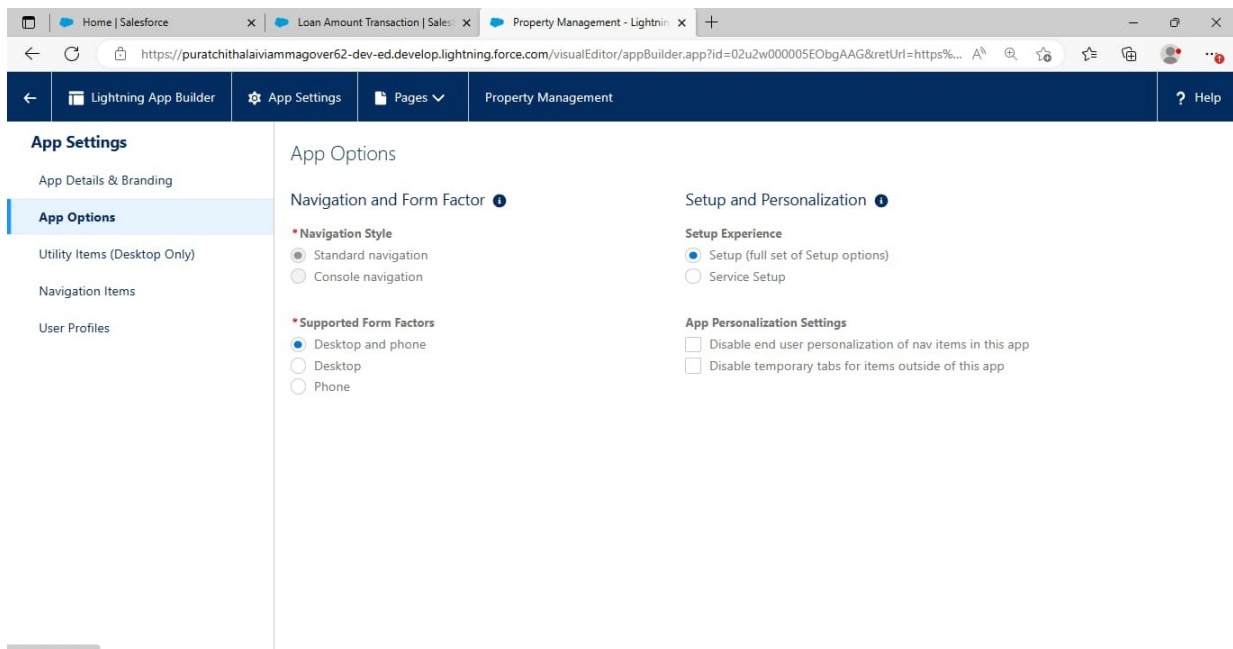 Home | Salesforce
Loan Amount Transaction | Sales
Property Management - Lightnin
https://puratchithalaiviammagover62-dev-ed.develop.lightning.force.com/visualEditor/appBuilder.app?id=02u2w000005EObgAAG&retUrl=https%...
Lightning App Builder
App Settings
Pages
Property Management
? Help
App Settings
App Details & Branding
App Options
Utility Items (Desktop Only)
Navigation Items
User Profiles
App Options
Navigation and Form Factor
*Navigation Style
Standard navigation
Console navigation
*Supported Form Factors
Desktop and phone
Desktop
Phone
Setup and Personalization
Setup Experience
Setup (full set of Setup options)
Service Setup
App Personalization Settings
Disable end user personalization of nav items in this app
Disable temporary tabs for items outside of this app